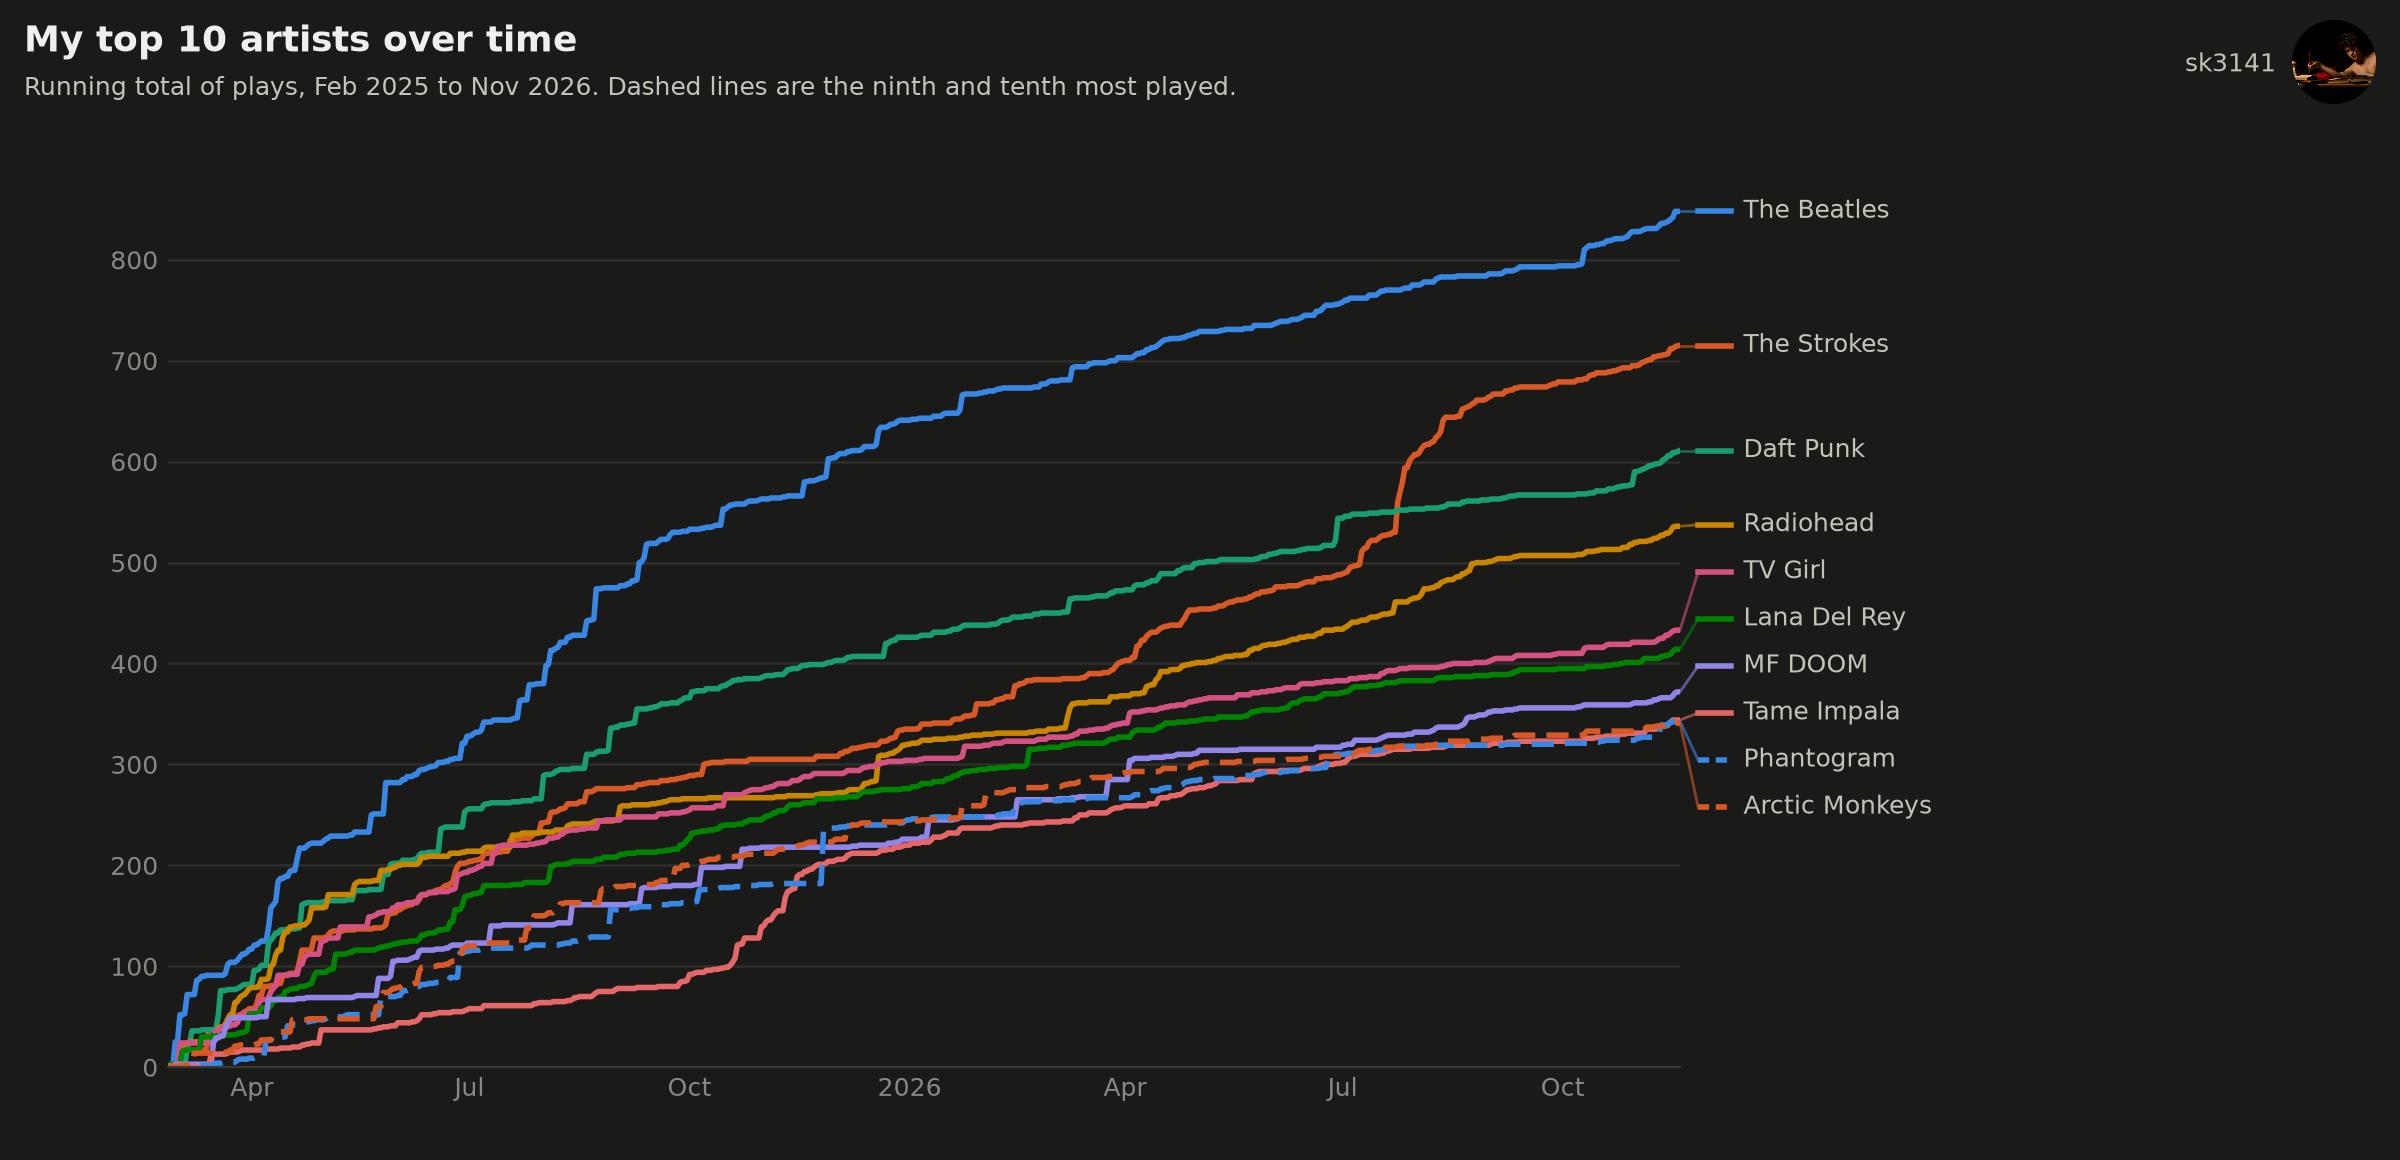 My top 10 artists over time
Running total of plays, Feb 2025 to Nov 2026. Dashed lines are the ninth and tenth most played.
sk3141
The Beatles
800
The Strokes
700
Daft Punk
600
Radiohead
500
TV Girl
Lana Del Rey
400
MF DOOM
Tame Impala
300
Phantogram
Arctic Monkeys
200
100
0
Apr Jul Oct 2026 Apr Jul Oct